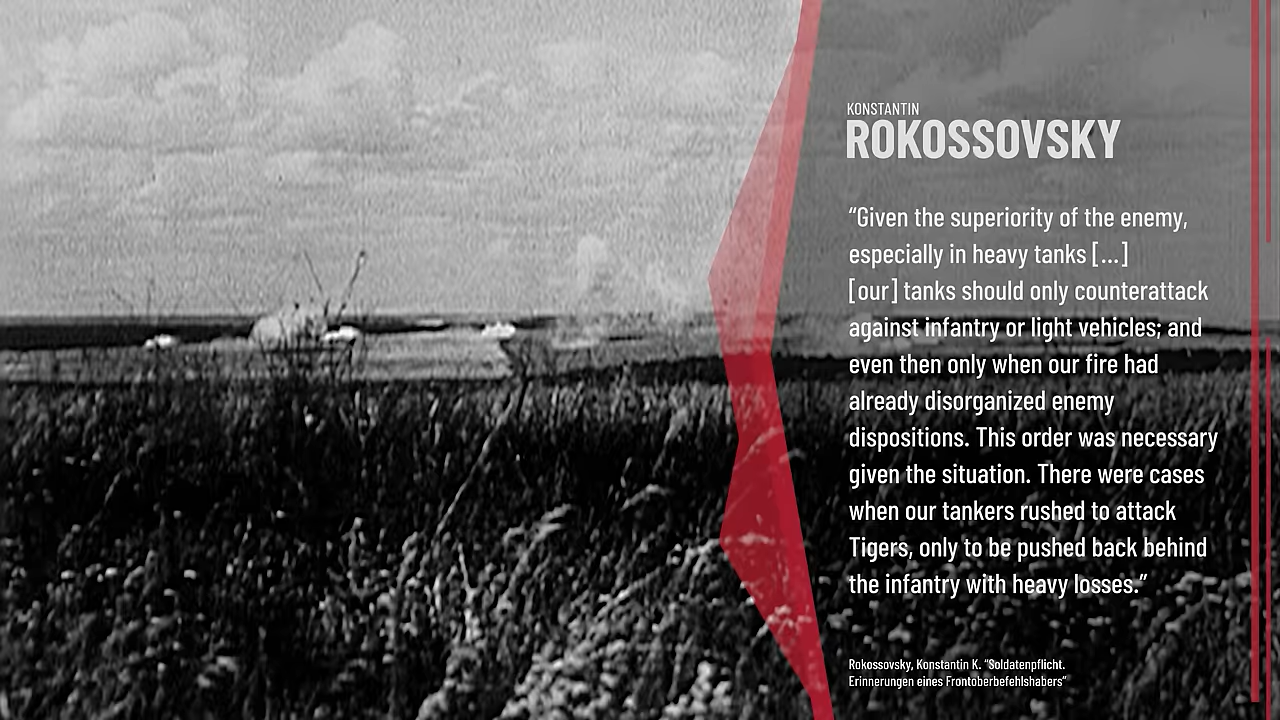 KONSTANTIN
ROKOSSOVSKY
“Given the superiority of the enemy,
especially in heavy tanks [...]
[our] tanks should only counterattack
against infantry or light vehicles; and
even then only when our fire had
already disorganized enemy
dispositions. This order was necessary
given the situation. There were cases
when our tankers rushed to attack
Tigers, only to be pushed back behind
the infantry with heavy losses.”
Rokossovsky, Konstantin K. “Soldatenpflicht.
Erinnerungen eines Frontoberbefehlshabers”